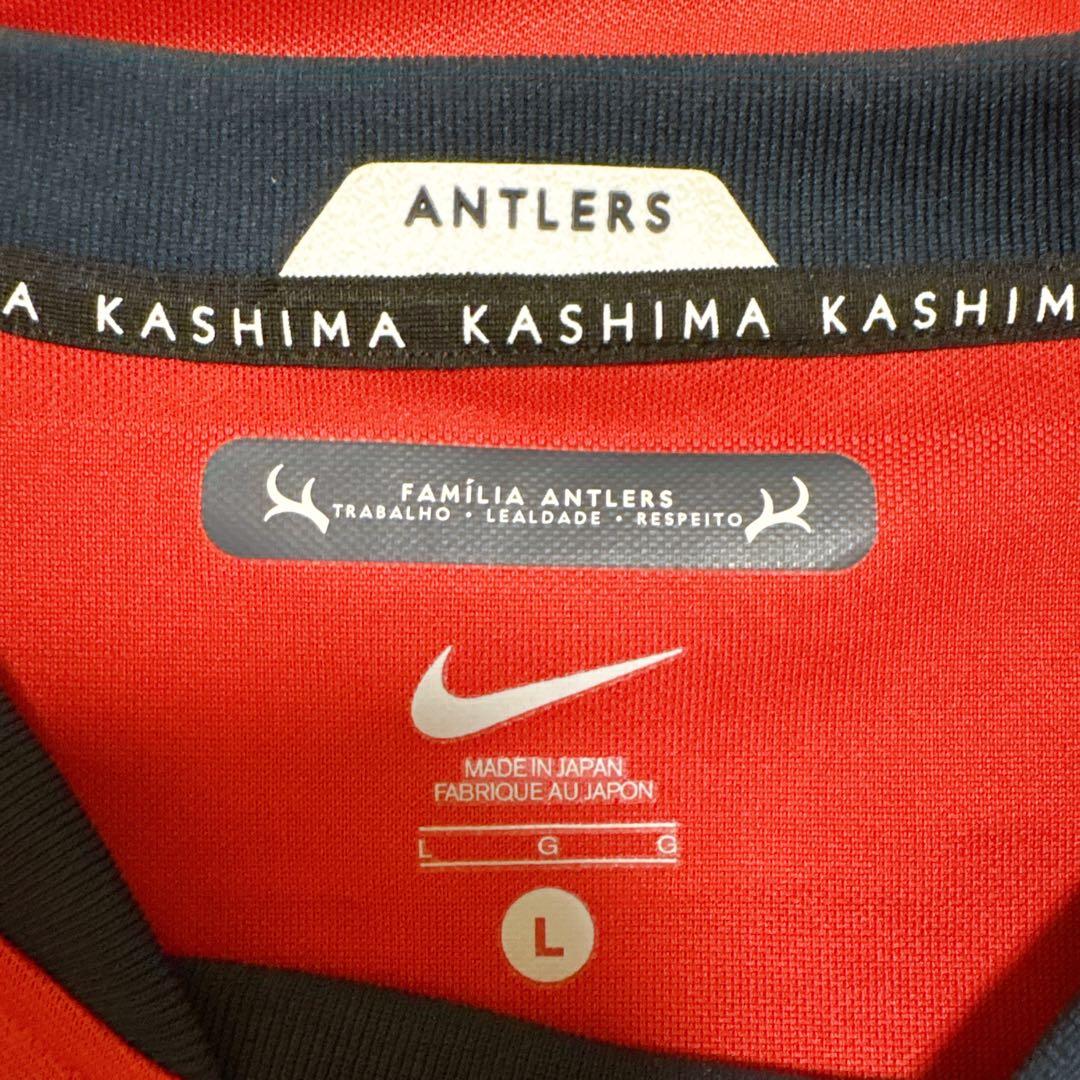 ANTLERS
A KASHIMA KASHIMA KASHIM
FAMÍLIA ANTLERS
TRABALHO · LEALDADE · RESPEITO
MADE IN JAPAN
FABRIQUE AU JAPON
L G G
L